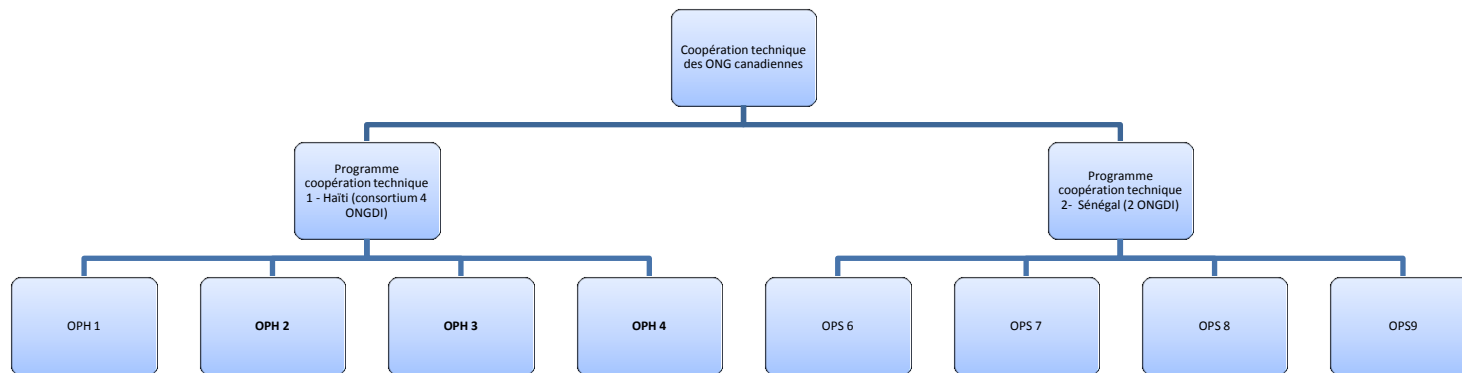 Coopération technique
des ONG canadiennes
Programme
coopération technique
1 - Haïti (consortium 4
ONGDI)
Programme
coopération technique
2- Sénégal (2 ONGDI)
OPH 1
OPH 2
OPH 3
OPH 4
OPS 6
OPS 7
OPS 8
OPS9